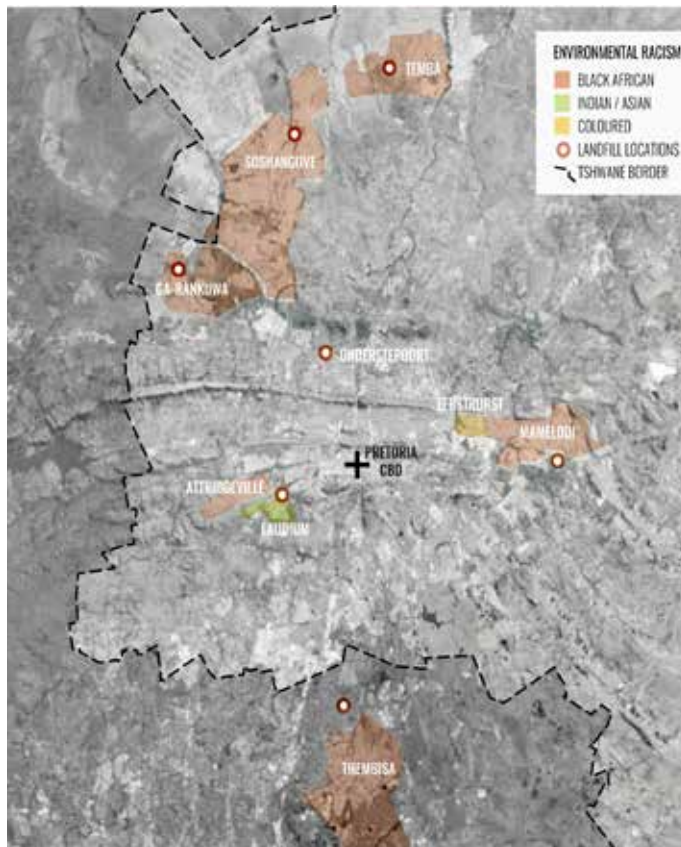 ENVIRONMENTAL RACISM
BLACK AFRICAN
INDIAN / ASIAN
COLOURED
LANDFILL LOCATIONS
TSHWANE BORDER
TEMBA
SOSHANGUVE
GA-RANKUWA
ONDERSTEPOORT
EERSTERUST
MAMELODI
PRETORIA
CBD
ATTRIDGEVILLE
LAUDIUM
THEMBISA